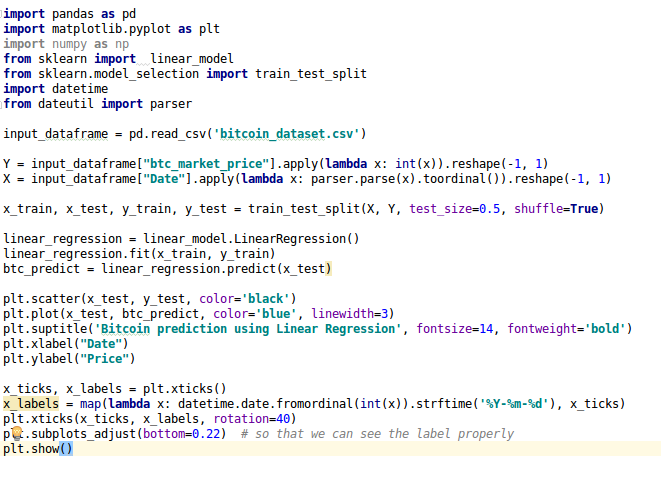 import pandas as pd
import matplotlib.pyplot as plt
import numpy as np
from sklearn import  linear_model
from sklearn.model_selection import train_test_split
import datetime
from dateutil import parser

input_dataframe = pd.read_csv('bitcoin_dataset.csv')

Y = input_dataframe["btc_market_price"].apply(lambda x: int(x)).reshape(-1, 1)
X = input_dataframe["Date"].apply(lambda x: parser.parse(x).toordinal()).reshape(-1, 1)

x_train, x_test, y_train, y_test = train_test_split(X, Y, test_size=0.5, shuffle=True)

linear_regression = linear_model.LinearRegression()
linear_regression.fit(x_train, y_train)
btc_predict = linear_regression.predict(x_test)

plt.scatter(x_test, y_test, color='black')
plt.plot(x_test, btc_predict, color='blue', linewidth=3)
plt.suptitle('Bitcoin prediction using Linear Regression', fontsize=14, fontweight='bold')
plt.xlabel("Date")
plt.ylabel("Price")

x_ticks, x_labels = plt.xticks()
x_labels = map(lambda x: datetime.date.fromordinal(int(x)).strftime('%Y-%m-%d'), x_ticks)
plt.xticks(x_ticks, x_labels, rotation=40)
plt.subplots_adjust(bottom=0.22)  # so that we can see the label properly
plt.show()